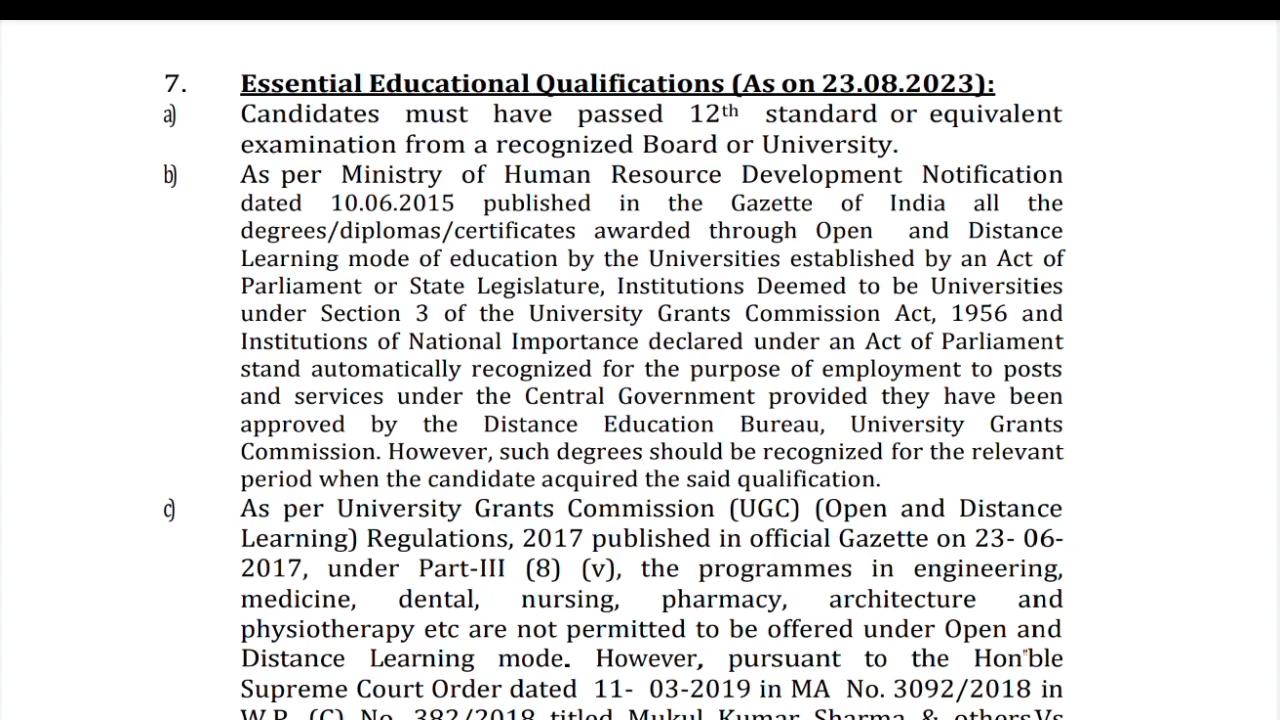 7. Essential Educational Qualifications (As on 23.08.2023):
a) Candidates must have passed 12th standard or equivalent
examination from a recognized Board or University.
b) As per Ministry of Human Resource Development Notification
dated 10.06.2015 published in the Gazette of India all the
degrees/diplomas/certificates awarded through Open and Distance
Learning mode of education by the Universities established by an Act of
Parliament or State Legislature, Institutions Deemed to be Universities
under Section 3 of the University Grants Commission Act, 1956 and
Institutions of National Importance declared under an Act of Parliament
stand automatically recognized for the purpose of employment to posts
and services under the Central Government provided they have been
approved by the Distance Education Bureau, University Grants
Commission. However, such degrees should be recognized for the relevant
period when the candidate acquired the said qualification.
c) As per University Grants Commission (UGC) (Open and Distance
Learning) Regulations, 2017 published in official Gazette on 23- 06-
2017, under Part-III (8) (v), the programmes in engineering,
medicine, dental, nursing, pharmacy, architecture and
physiotherapy etc are not permitted to be offered under Open and
Distance Learning mode. However, pursuant to the Hon‟ble
Supreme Court Order dated 11- 03-2019 in MA No. 3092/2018 in
W.P. (C) No. 382/2018 titled Mukul Kumar Sharma & others Vs